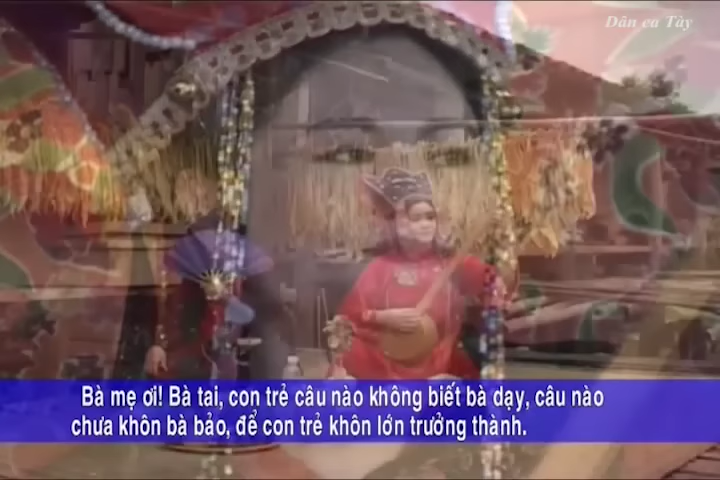 Dân ca Tày
Bà mẹ ơi! Bà tai, con trẻ câu nào không biết bà dạy, câu nào
chưa khôn bà bảo, để con trẻ khôn lớn trưởng thành.